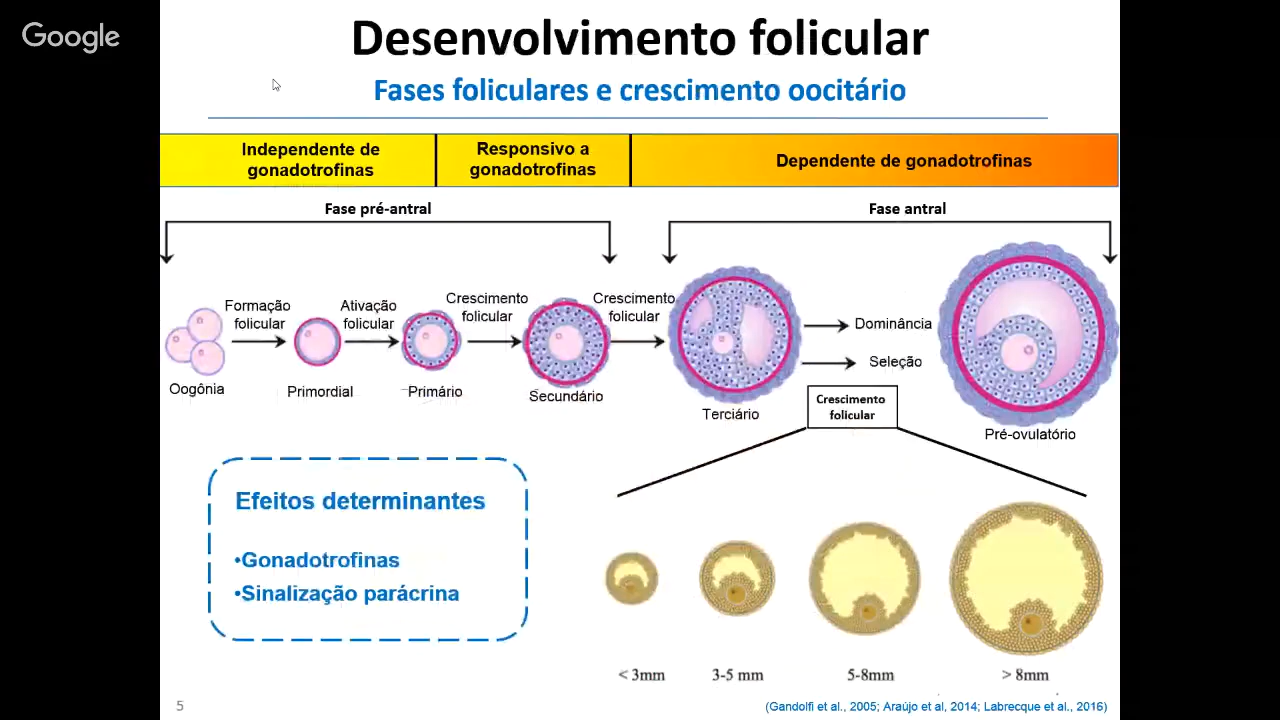 Google
Desenvolvimento folicular
Fases foliculares e crescimento oocitário
Independente de
gonadotrofinas
Responsivo a
gonadotrofinas
Dependente de gonadotrofinas
Fase pré-antral
Fase antral
Formação
folicular
Ativação
folicular
Crescimento
folicular
Crescimento
folicular
Dominância
Seleção
Oogônia
Primordial
Primário
Secundário
Terciário
Crescimento
folicular
Pré-ovulatório
Efeitos determinantes
•Gonadotrofinas
•Sinalização parácrina
< 3mm
3-5 mm
5-8mm
> 8mm
5
(Gandolfi et al., 2005; Araújo et al, 2014; Labrecque et al., 2016)